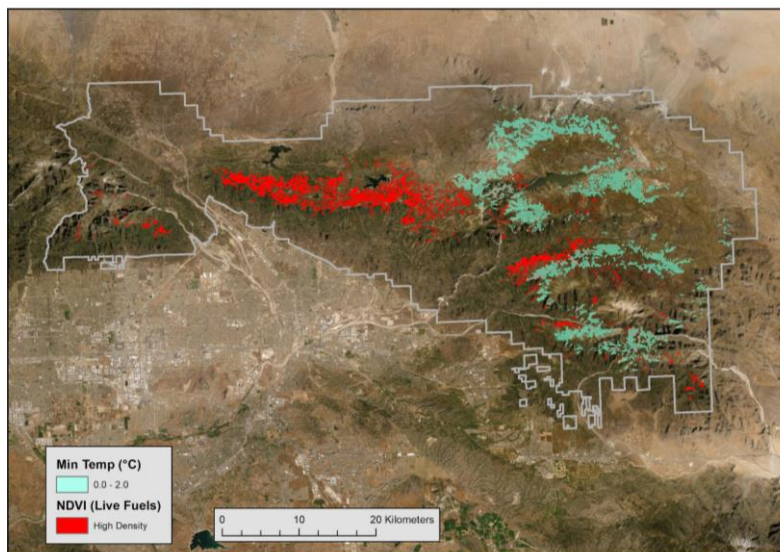 Min Temp (°C)
0.0 - 2.0
NDVI (Live Fuels)
High Density
0 10 20 Kilometers